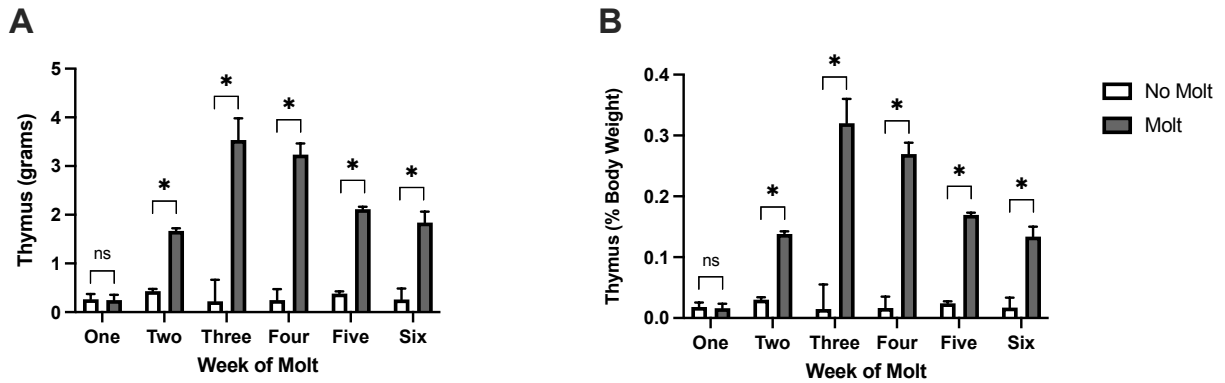 A
Thymus (grams)
5
4
3
2
1
0
ns
*
*
*
*
*
One
Two
Three
Four
Five
Six
Week of Molt
B
Thymus (% Body Weight)
0.4
0.3
0.2
0.1
0.0
ns
*
*
*
*
*
One
Two
Three
Four
Five
Six
Week of Molt
No Molt
Molt